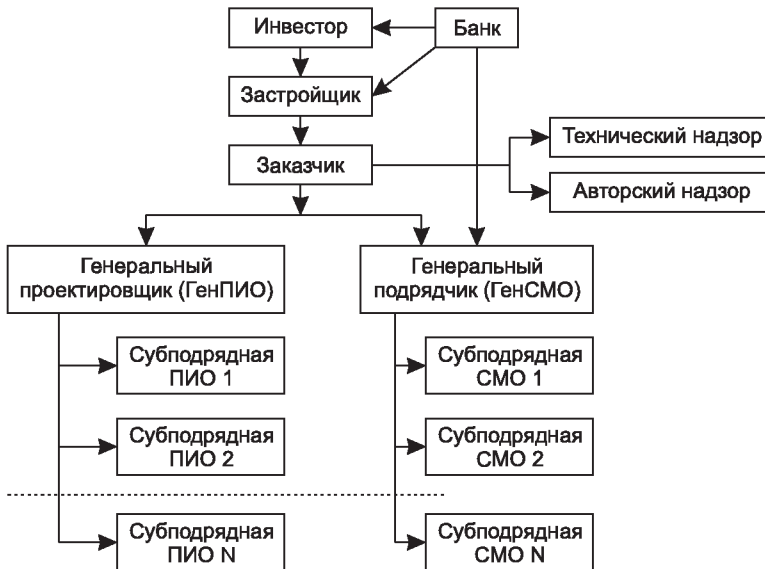 Инвестор
Банк
Застройщик
Заказчик
Технический надзор
Авторский надзор
Генеральный
проектировщик (ГенПИО)
Генеральный
подрядчик (ГенСМО)
Субподрядная
ПИО 1
Субподрядная
СМО 1
Субподрядная
ПИО 2
Субподрядная
СМО 2
Субподрядная
ПИО N
Субподрядная
СМО N